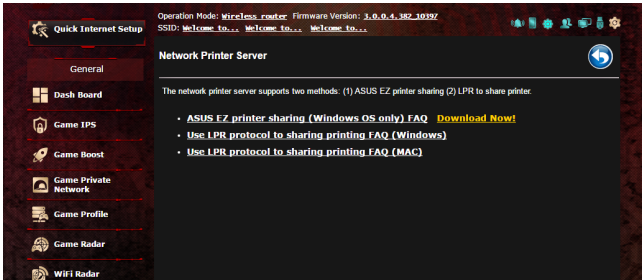 Operation Mode: Wireless router Firmware Version: 3.0.0.4.382_10397
SSID: Welcome to... Welcome to... Welcome to...
Quick Internet Setup
General
Dash Board
Game IPS
Game Boost
Game Private
Network
Game Profile
Game Radar
WiFi Radar
Network Printer Server
The network printer server supports two methods: (1) ASUS EZ printer sharing (2) LPR to share printer.
• ASUS EZ printer sharing (Windows OS only) FAQ Download Now!
• Use LPR protocol to sharing printing FAQ (Windows)
• Use LPR protocol to sharing printing FAQ (MAC)